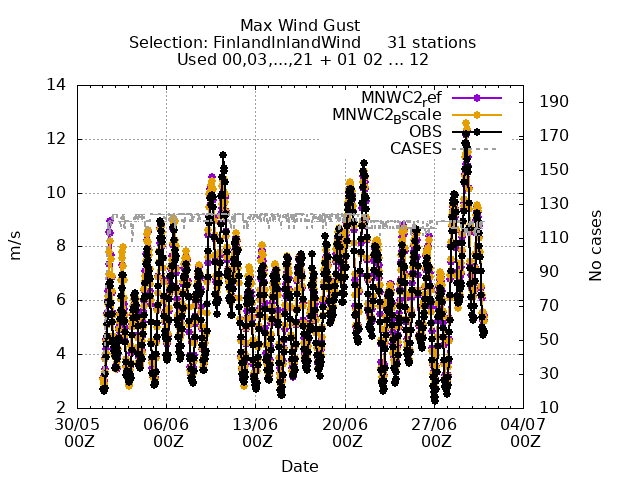 Max Wind Gust
Selection: FinlandInlandWind 31 stations
Used 00,03,...,21 + 01 02 ... 12
MNWC2_ref
MNWC2_Bscale
OBS
CASES
14
12
10
8
6
4
2
m/s
190
170
150
130
110
90
70
50
30
10
No cases
30/05 06/06 13/06 20/06 27/06 04/07
00Z 00Z 00Z 00Z 00Z 00Z
Date